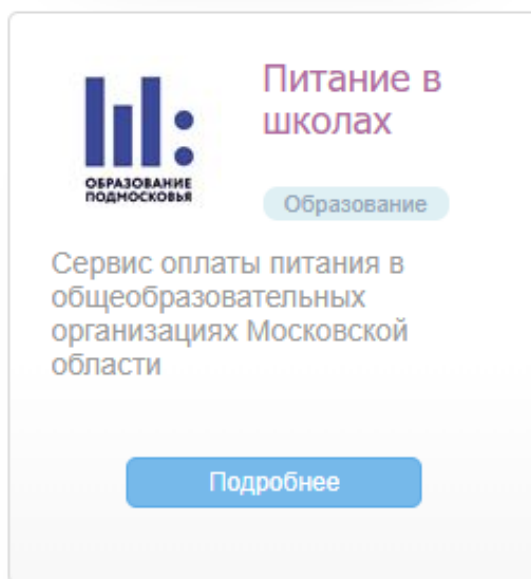 Питание в
школах
ОБРАЗОВАНИЕ
ПОДМОСКОВЬЯ
Образование
Сервис оплаты питания в
общеобразовательных
организациях Московской
области
Подробнее